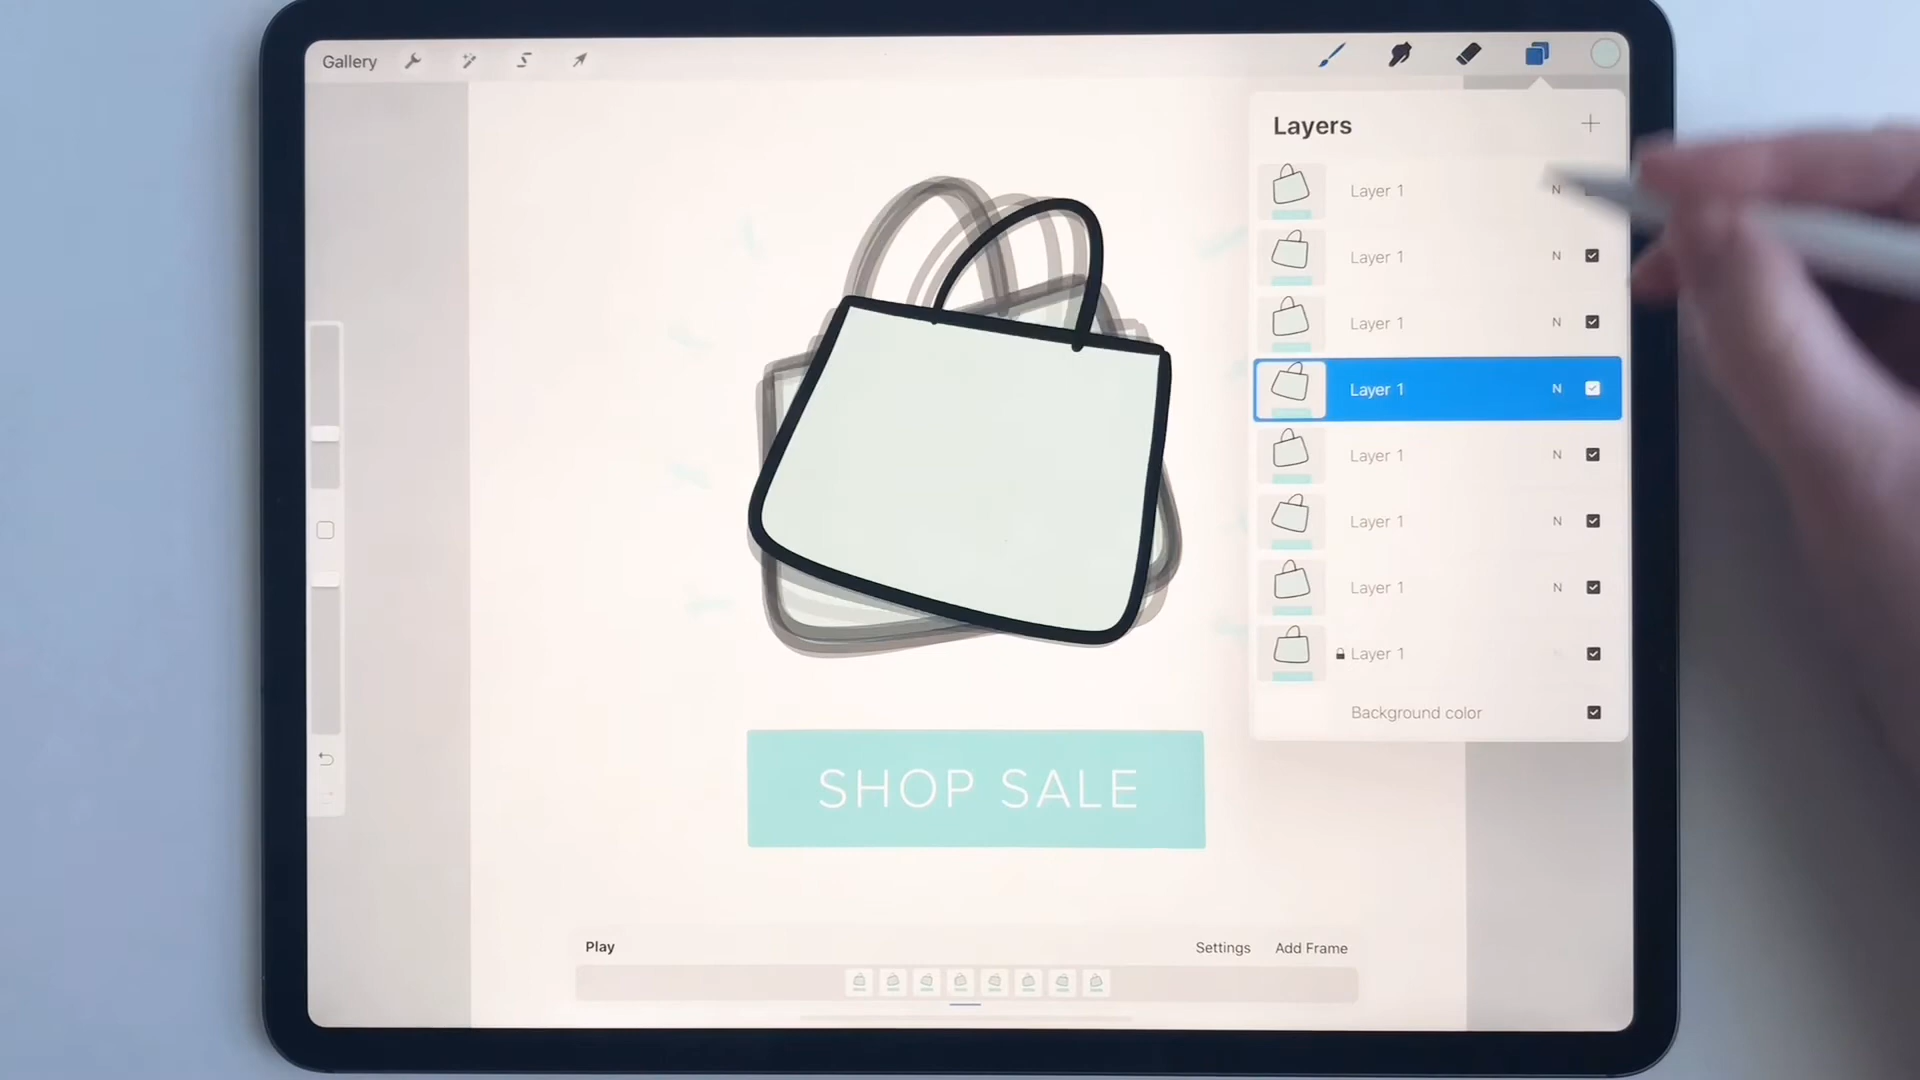 Gallery
Layers
Layer 1 N
Layer 1 N
Layer 1 N
Layer 1 N
Layer 1 N
Layer 1 N
Layer 1 N
Layer 1
Background color
SHOP SALE
Play Settings Add Frame